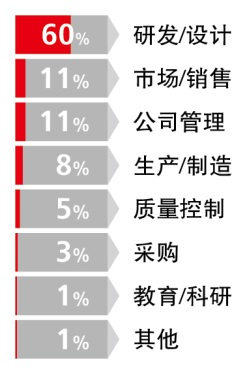 60% 研发/设计
11% 市场/销售
11% 公司管理
8% 生产/制造
5% 质量控制
3% 采购
1% 教育/科研
1% 其他